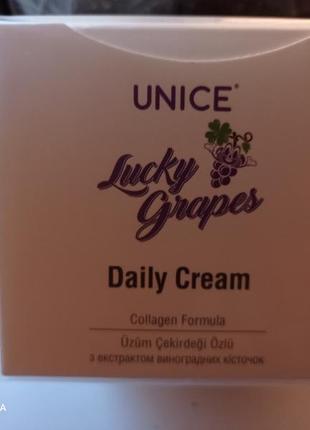 UNICE®
Lucky
Grapes
Daily Cream
Collagen Formula
Üzüm Çekirdeği Özlü
з екстрактом виноградних кісточок